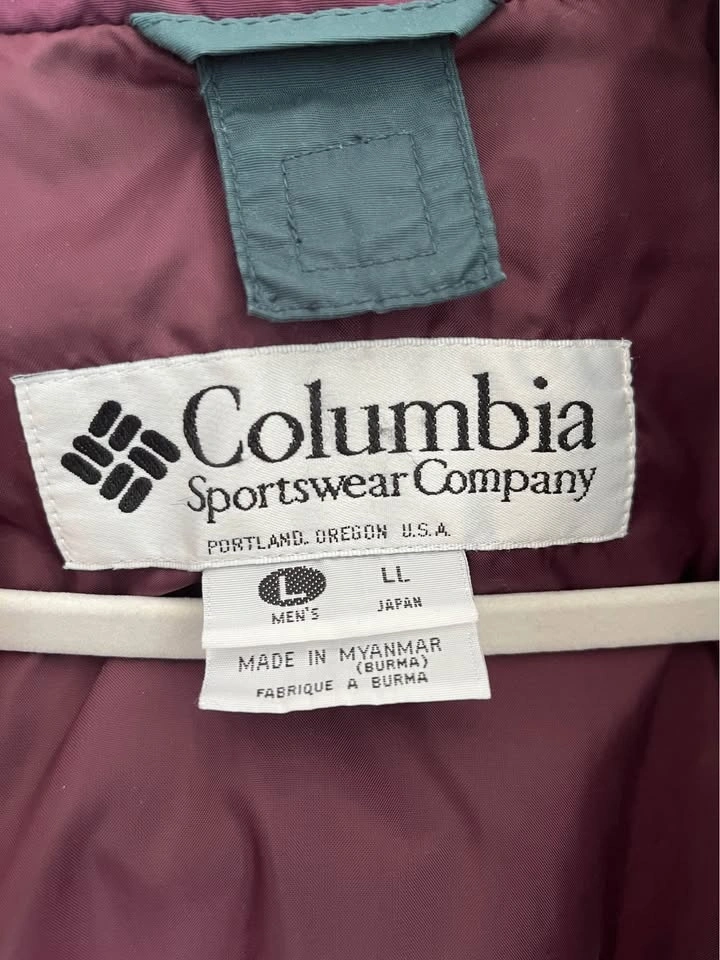 Columbia
Sportswear Company
PORTLAND. OREGON U.S.A.
L LL
MEN'S JAPAN
MADE IN MYANMAR
(BURMA)
FABRIQUE A BURMA